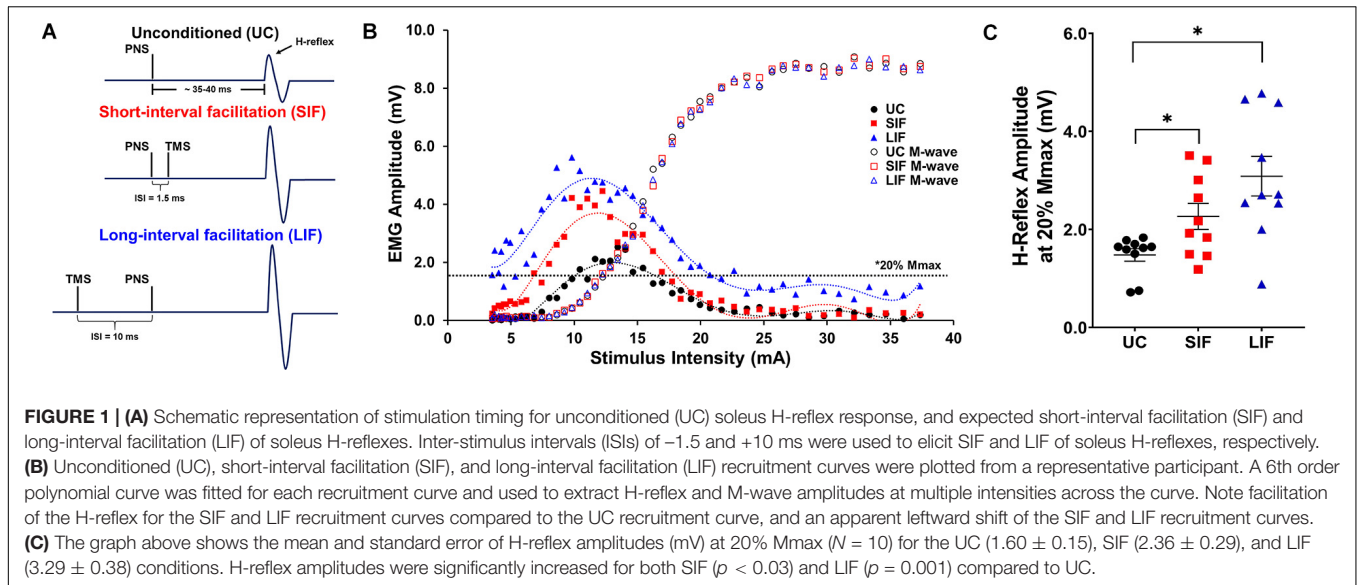 A
Unconditioned (UC)
PNS
H-reflex
~ 35-40 ms
Short-interval facilitation (SIF)
PNS TMS
ISI = 1.5 ms
Long-interval facilitation (LIF)
TMS PNS
ISI = 10 ms
B
EMG Amplitude (mV)
10.0
8.0
6.0
4.0
2.0
0.0
UC
SIF
LIF
UC M-wave
SIF M-wave
LIF M-wave
*20% Mmax
0 5 10 15 20 25 30 35 40
Stimulus Intensity (mA)
C
H-Reflex Amplitude
at 20% Mmax (mV)
6.0
4.0
2.0
0.0
*
*
UC SIF LIF
FIGURE 1 | (A) Schematic representation of stimulation timing for unconditioned (UC) soleus H-reflex response, and expected short-interval facilitation (SIF) and
long-interval facilitation (LIF) of soleus H-reflexes. Inter-stimulus intervals (ISIs) of –1.5 and +10 ms were used to elicit SIF and LIF of soleus H-reflexes, respectively.
(B) Unconditioned (UC), short-interval facilitation (SIF), and long-interval facilitation (LIF) recruitment curves were plotted from a representative participant. A 6th order
polynomial curve was fitted for each recruitment curve and used to extract H-reflex and M-wave amplitudes at multiple intensities across the curve. Note facilitation
of the H-reflex for the SIF and LIF recruitment curves compared to the UC recruitment curve, and an apparent leftward shift of the SIF and LIF recruitment curves.
(C) The graph above shows the mean and standard error of H-reflex amplitudes (mV) at 20% Mmax (N = 10) for the UC (1.60 ± 0.15), SIF (2.36 ± 0.29), and LIF
(3.29 ± 0.38) conditions. H-reflex amplitudes were significantly increased for both SIF (p < 0.03) and LIF (p = 0.001) compared to UC.